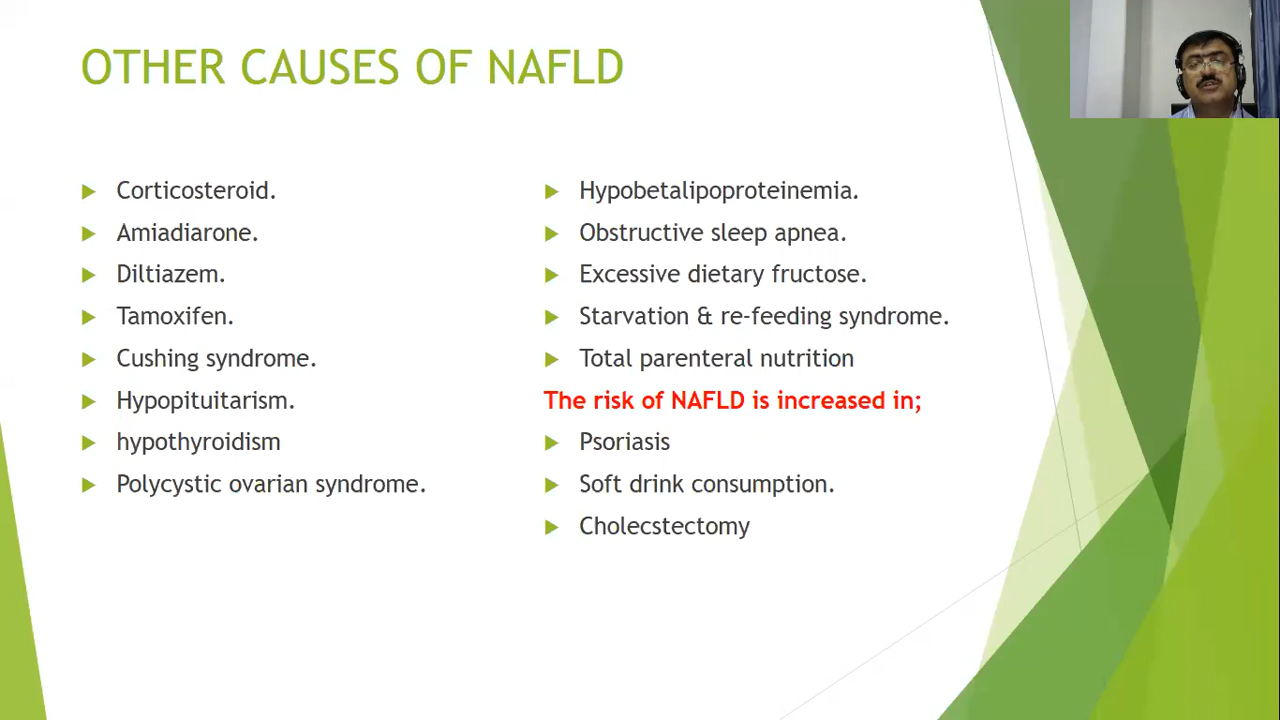 OTHER CAUSES OF NAFLD
Corticosteroid.
Amiadiarone.
Diltiazem.
Tamoxifen.
Cushing syndrome.
Hypopituitarism.
hypothyroidism
Polycystic ovarian syndrome.
Hypobetalipoproteinemia.
Obstructive sleep apnea.
Excessive dietary fructose.
Starvation & re-feeding syndrome.
Total parenteral nutrition
The risk of NAFLD is increased in;
Psoriasis
Soft drink consumption.
Cholecstectomy